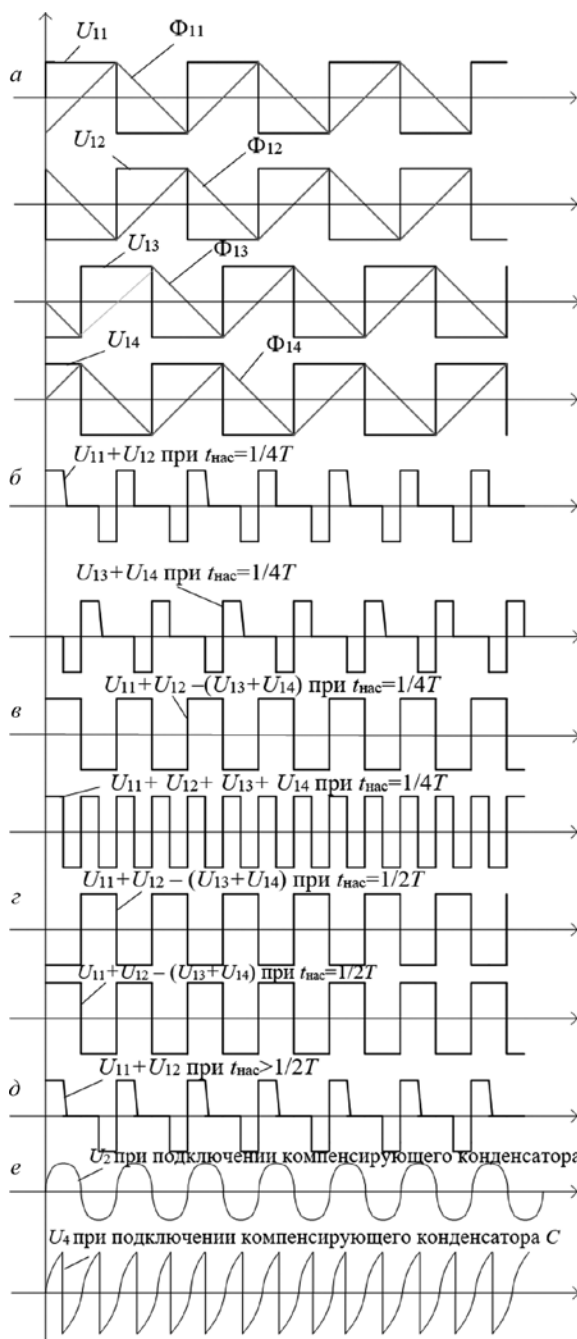 U11 Φ11
а
U12 Φ12
U13 Φ13
U14 Φ14
U11+U12 при tнас=1/4T
б
U13+U14 при tнас=1/4T
U11+U12 –(U13+U14) при tнас=1/4T
в
U11+ U12+ U13+ U14 при tнас=1/4T
U11+U12 – (U13+U14) при tнас=1/2T
г
U11+U12 – (U13+U14) при tнас=1/2T
U11+U12 при tнас>1/2T
д
U2 при подключении компенсирующего конденсатора
е
U4 при подключении компенсирующего конденсатора C